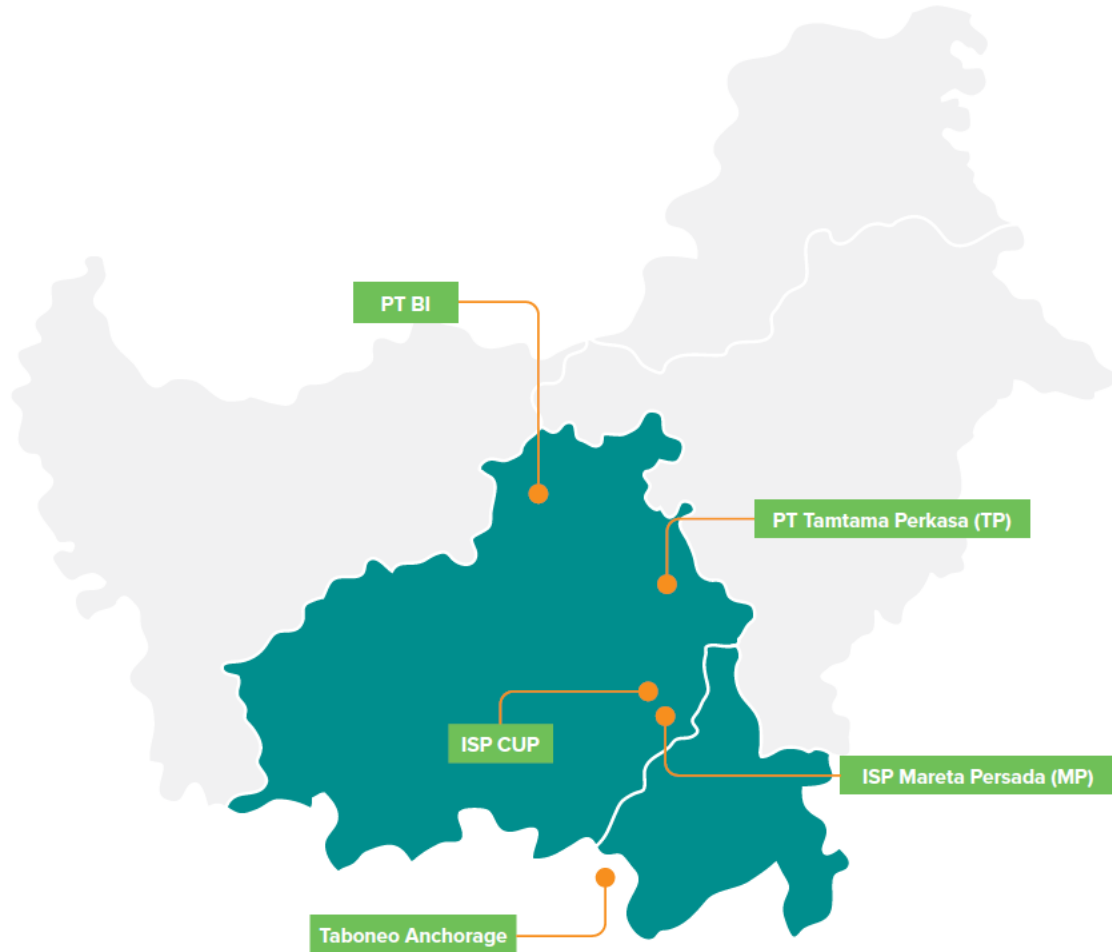 PT BI
PT Tamtama Perkasa (TP)
ISP CUP
ISP Mareta Persada (MP)
Taboneo Anchorage